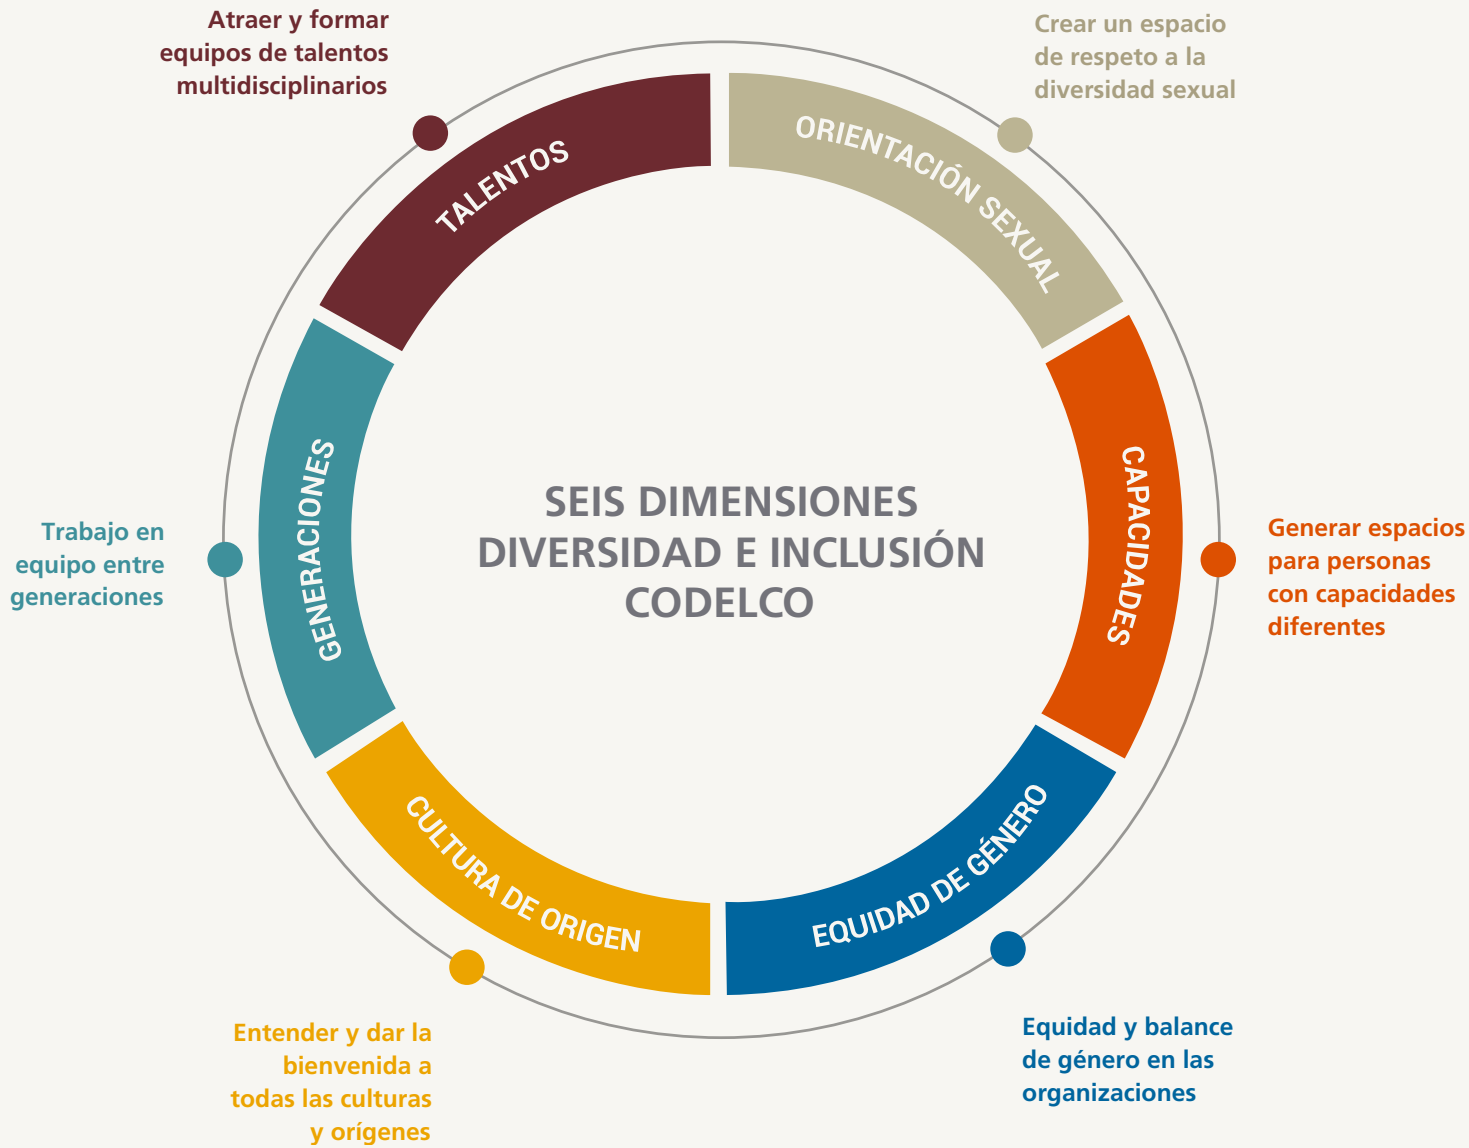 Atraer y formar
equipos de talentos
multidisciplinarios
Crear un espacio
de respeto a la
diversidad sexual
TALENTOS
ORIENTACIÓN SEXUAL
GENERACIONES
CAPACIDADES
SEIS DIMENSIONES
DIVERSIDAD E INCLUSIÓN
CODELCO
Trabajo en
equipo entre
generaciones
Generar espacios
para personas
con capacidades
diferentes
CULTURA DE ORIGEN
EQUIDAD DE GÉNERO
Entender y dar la
bienvenida a
todas las culturas
y orígenes
Equidad y balance
de género en las
organizaciones